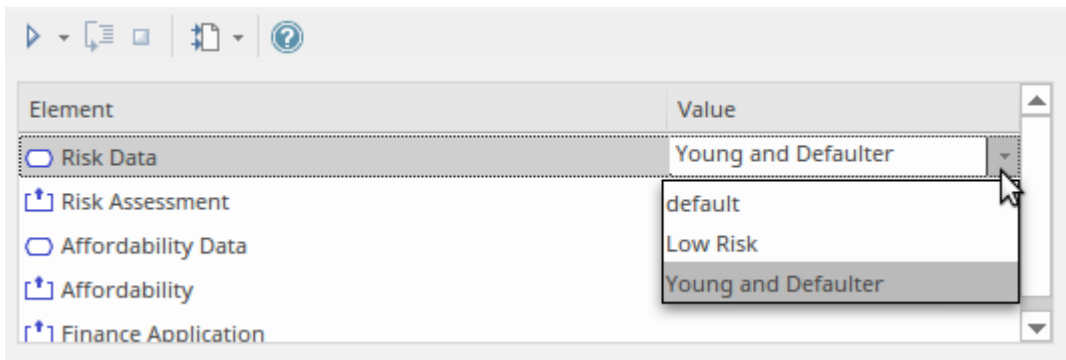 Element Value
Risk Data Young and Defaulter
Risk Assessment default
Affordability Data Low Risk
Affordability Young and Defaulter
Finance Application